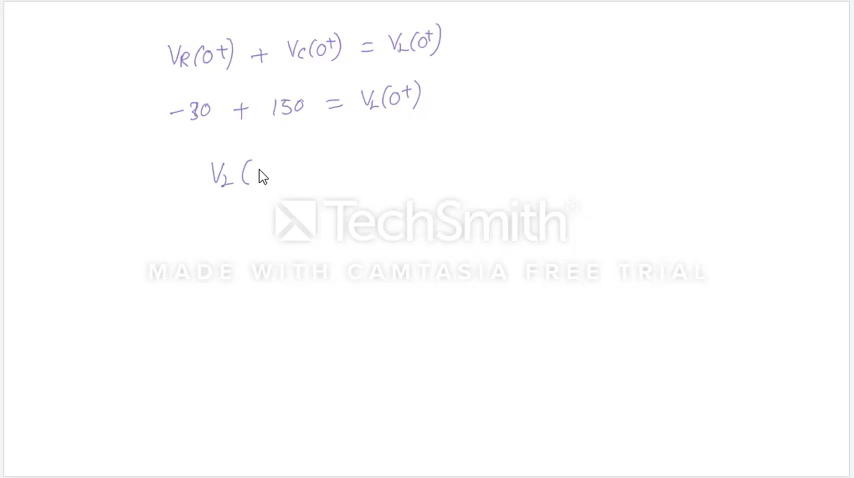 VR(0+) + VC(0+) = VL(0+)
-30 + 150 = VL(0+)
VL (
TechSmith
MADE WITH CAMTASIA FREE TRIAL